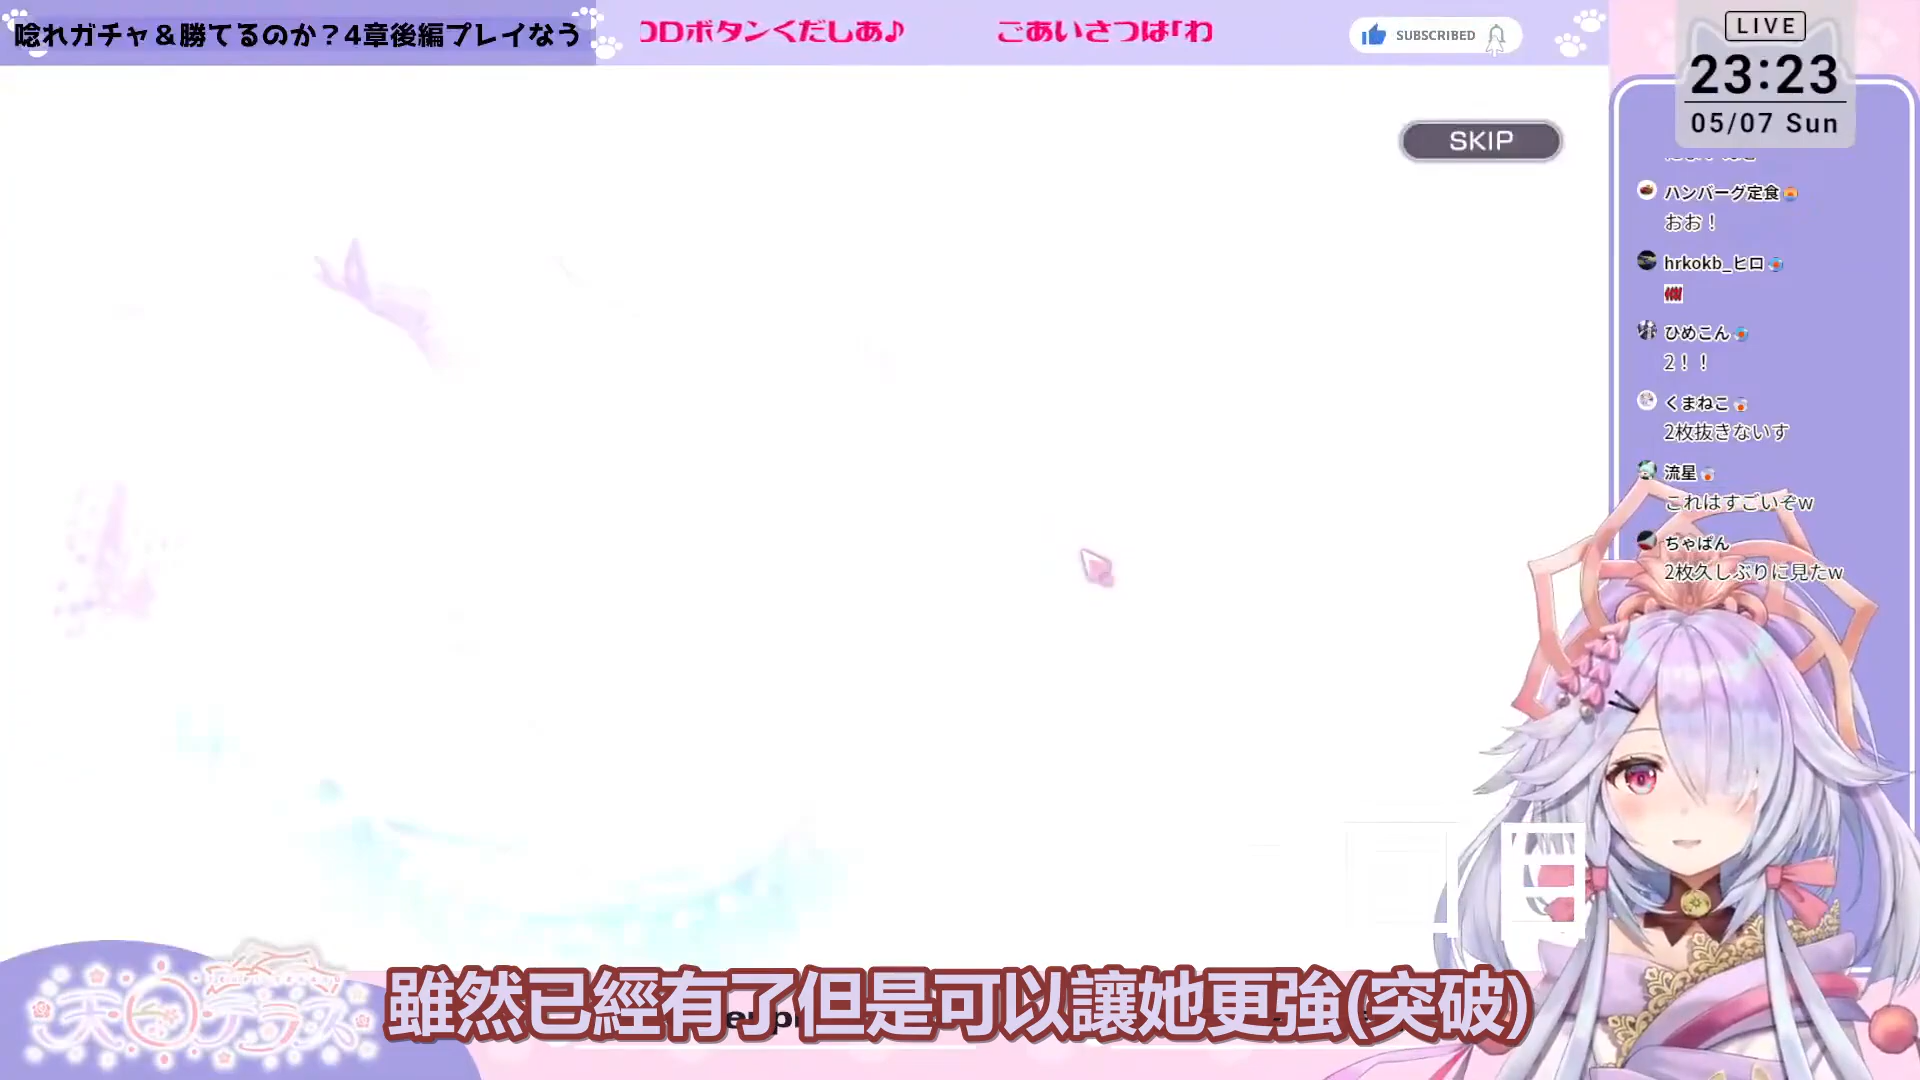 唸れガチャ&勝てるのか？4章後編プレイなう
ODボタンくだしあ♪ ごあいさつは「わ
SUBSCRIBED
LIVE
23:23
05/07 Sun
SKIP
ハンバーグ定食
おお！
hrkokb_ヒロ
ひめこん
2！！
くまねこ
2枚抜きないす
流星
これはすごいぞw
ちゃぱん
2枚久しぶりに見たw
天白テラス
雖然已經有了但是可以讓她更強(突破)